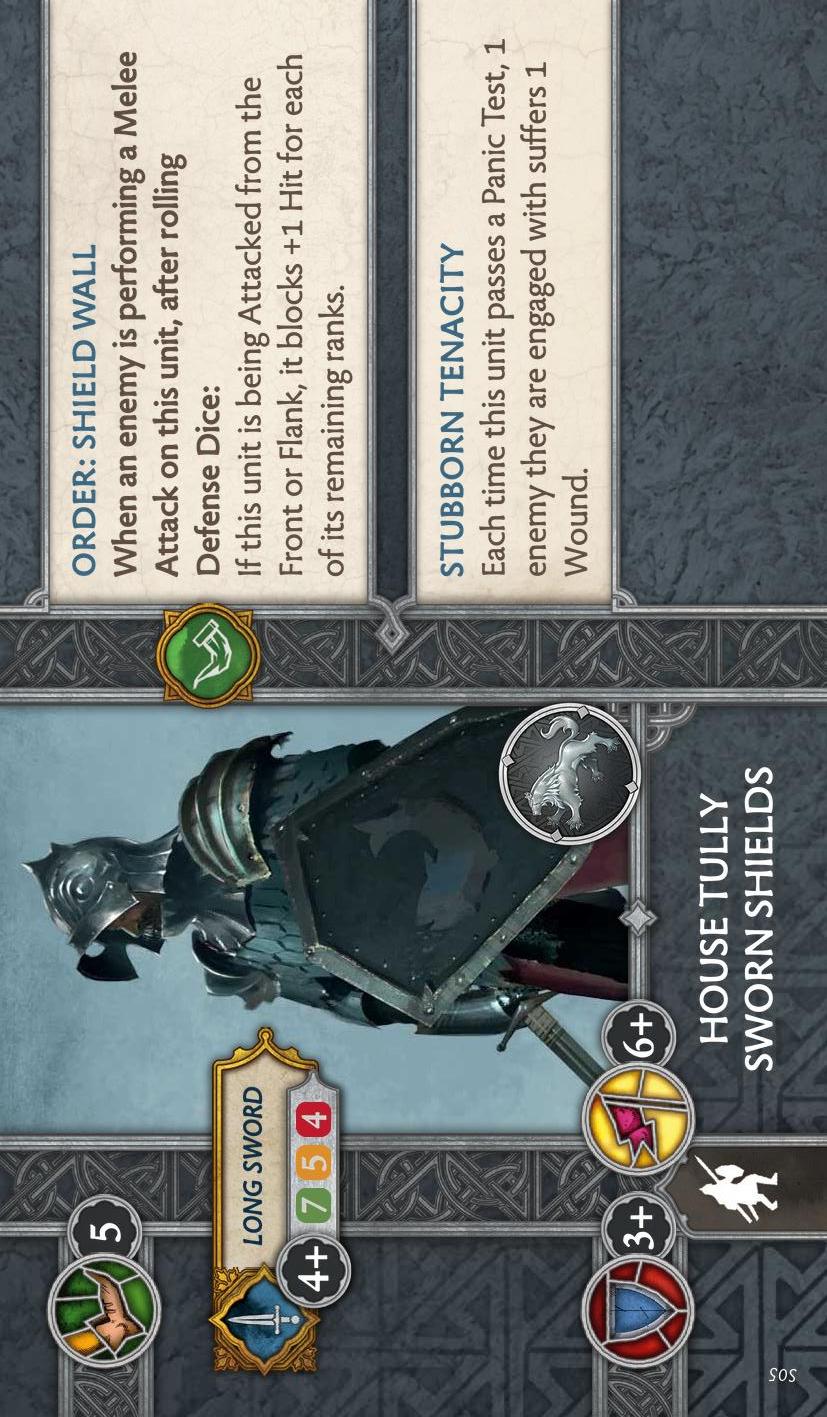 5
LONG SWORD
4+
7 5 4
3+
6+
HOUSE TULLY
SWORN SHIELDS
ORDER: SHIELD WALL
When an enemy is performing a Melee
Attack on this unit, after rolling
Defense Dice:
If this unit is being Attacked from the
Front or Flank, it blocks +1 Hit for each
of its remaining ranks.
STUBBORN TENACITY
Each time this unit passes a Panic Test, 1
enemy they are engaged with suffers 1
Wound.
S05